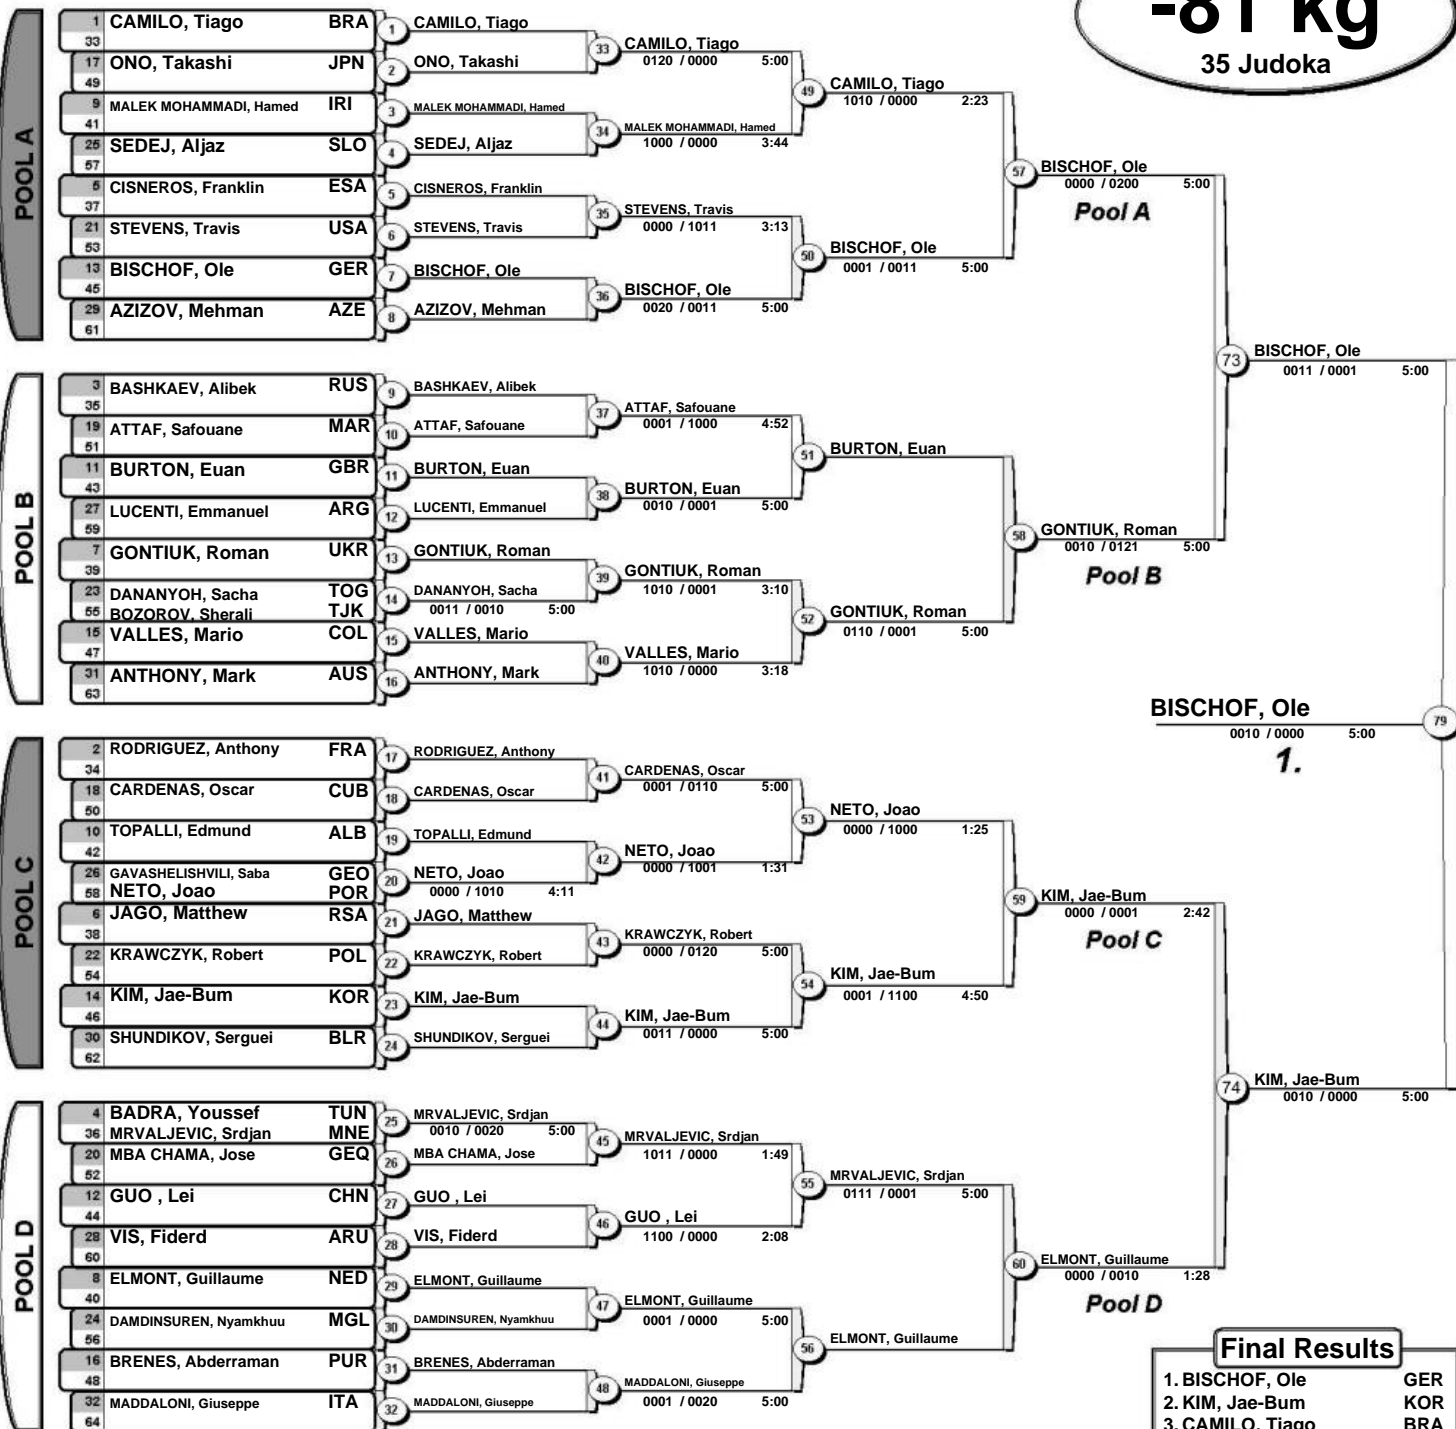 -81 kg
35 Judoka
POOL A
1 CAMILO, Tiago BRA
33
17 ONO, Takashi JPN
49
9 MALEK MOHAMMADI, Hamed IRI
41
25 SEDEJ, Aljaz SLO
57
5 CISNEROS, Franklin ESA
37
21 STEVENS, Travis USA
53
13 BISCHOF, Ole GER
45
29 AZIZOV, Mehman AZE
61
1 CAMILO, Tiago
2 ONO, Takashi
3 MALEK MOHAMMADI, Hamed
4 SEDEJ, Aljaz
5 CISNEROS, Franklin
6 STEVENS, Travis
7 BISCHOF, Ole
8 AZIZOV, Mehman
33 CAMILO, Tiago
0120 / 0000 5:00
34 MALEK MOHAMMADI, Hamed
1000 / 0000 3:44
35 STEVENS, Travis
0000 / 1011 3:13
36 BISCHOF, Ole
0020 / 0011 5:00
49 CAMILO, Tiago
1010 / 0000 2:23
50 BISCHOF, Ole
0001 / 0011 5:00
57 BISCHOF, Ole
0000 / 0200 5:00
Pool A
POOL B
3 BASHKAEV, Alibek RUS
35
19 ATTAF, Safouane MAR
51
11 BURTON, Euan GBR
43
27 LUCENTI, Emmanuel ARG
59
7 GONTIUK, Roman UKR
39
23 DANANYOH, Sacha TOG
55 BOZOROV, Sherali TJK
15 VALLES, Mario COL
47
31 ANTHONY, Mark AUS
63
9 BASHKAEV, Alibek
10 ATTAF, Safouane
11 BURTON, Euan
12 LUCENTI, Emmanuel
13 GONTIUK, Roman
14 DANANYOH, Sacha
0011 / 0010 5:00
15 VALLES, Mario
16 ANTHONY, Mark
37 ATTAF, Safouane
0001 / 1000 4:52
38 BURTON, Euan
0010 / 0001 5:00
39 GONTIUK, Roman
1010 / 0001 3:10
40 VALLES, Mario
1010 / 0000 3:18
51 BURTON, Euan
52 GONTIUK, Roman
0110 / 0001 5:00
58 GONTIUK, Roman
0010 / 0121 5:00
Pool B
73 BISCHOF, Ole
0011 / 0001 5:00
BISCHOF, Ole 79
0010 / 0000 5:00
1.
POOL C
2 RODRIGUEZ, Anthony FRA
34
18 CARDENAS, Oscar CUB
50
10 TOPALLI, Edmund ALB
42
26 GAVASHELISHVILI, Saba GEO
58 NETO, Joao POR
6 JAGO, Matthew RSA
38
22 KRAWCZYK, Robert POL
54
14 KIM, Jae-Bum KOR
46
30 SHUNDIKOV, Serguei BLR
62
17 RODRIGUEZ, Anthony
18 CARDENAS, Oscar
19 TOPALLI, Edmund
20 NETO, Joao
0000 / 1010 4:11
21 JAGO, Matthew
22 KRAWCZYK, Robert
23 KIM, Jae-Bum
24 SHUNDIKOV, Serguei
41 CARDENAS, Oscar
0001 / 0110 5:00
42 NETO, Joao
0000 / 1001 1:31
43 KRAWCZYK, Robert
0000 / 0120 5:00
44 KIM, Jae-Bum
0011 / 0000 5:00
53 NETO, Joao
0000 / 1000 1:25
54 KIM, Jae-Bum
0001 / 1100 4:50
59 KIM, Jae-Bum
0000 / 0001 2:42
Pool C
74 KIM, Jae-Bum
0010 / 0000 5:00
POOL D
4 BADRA, Youssef TUN
36 MRVALJEVIC, Srdjan MNE
20 MBA CHAMA, Jose GEQ
52
12 GUO , Lei CHN
44
28 VIS, Fiderd ARU
60
8 ELMONT, Guillaume NED
40
24 DAMDINSUREN, Nyamkhuu MGL
56
16 BRENES, Abderraman PUR
48
32 MADDALONI, Giuseppe ITA
64
25 MRVALJEVIC, Srdjan
0010 / 0020 5:00
26 MBA CHAMA, Jose
27 GUO , Lei
28 VIS, Fiderd
29 ELMONT, Guillaume
30 DAMDINSUREN, Nyamkhuu
31 BRENES, Abderraman
32 MADDALONI, Giuseppe
45 MRVALJEVIC, Srdjan
1011 / 0000 1:49
46 GUO , Lei
1100 / 0000 2:08
47 ELMONT, Guillaume
0001 / 0000 5:00
48 MADDALONI, Giuseppe
0001 / 0020 5:00
55 MRVALJEVIC, Srdjan
0111 / 0001 5:00
56 ELMONT, Guillaume
60 ELMONT, Guillaume
0000 / 0010 1:28
Pool D
Final Results
1. BISCHOF, Ole GER
2. KIM, Jae-Bum KOR
3. CAMILO, Tiago BRA